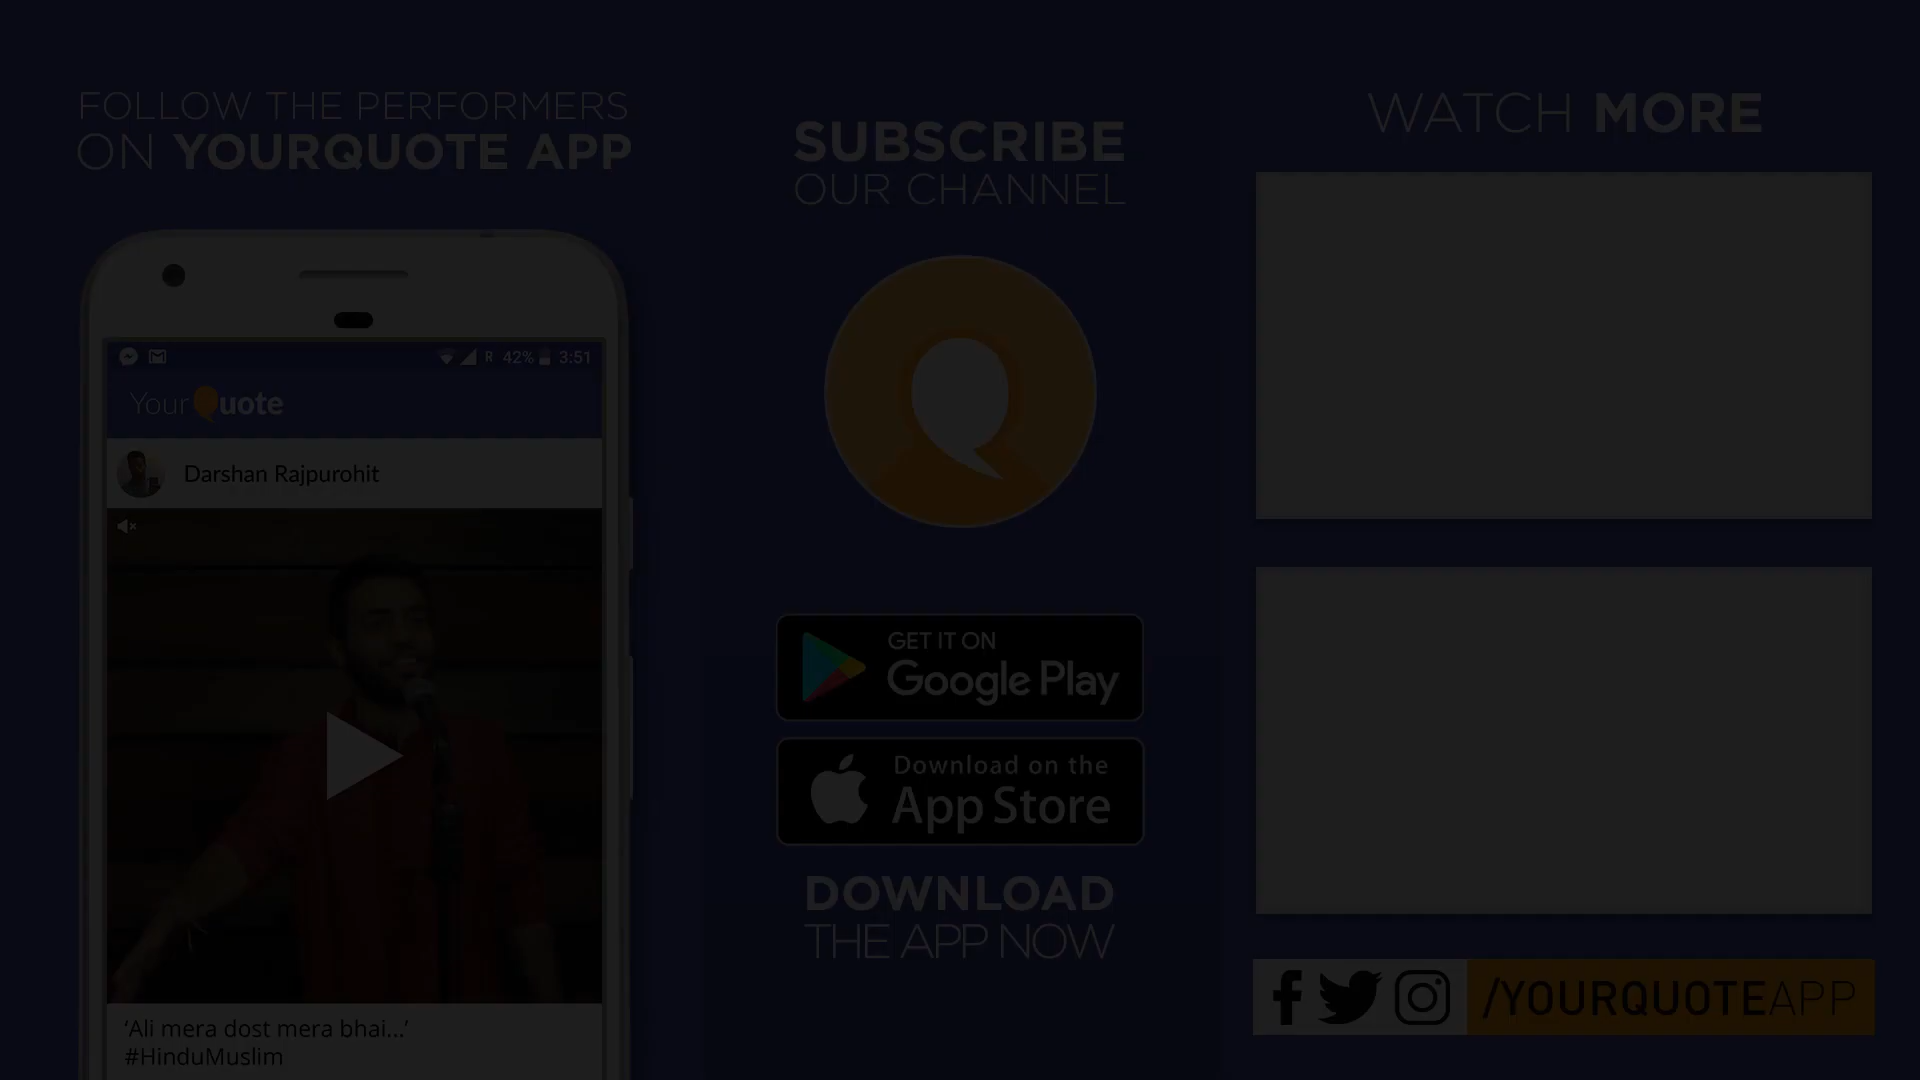 FOLLOW THE PERFORMERS
ON YOURQUOTE APP
R 42% 3:51
YourQuote
Darshan Rajpurohit
‘Ali mera dost mera bhai...’
#HinduMuslim
SUBSCRIBE
OUR CHANNEL
GET IT ON
Google Play
Download on the
App Store
DOWNLOAD
THE APP NOW
WATCH MORE
/YOURQUOTEAPP